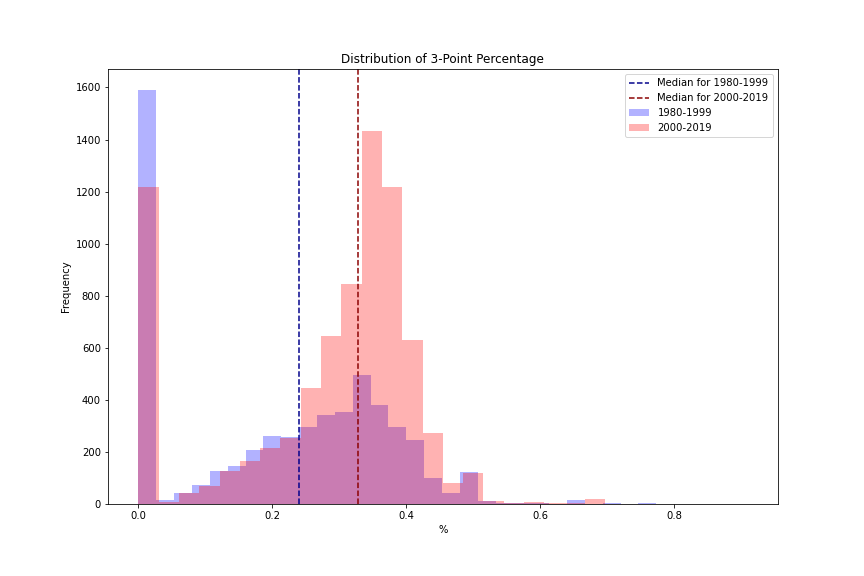 Distribution of 3-Point Percentage
Median for 1980-1999
Median for 2000-2019
1980-1999
2000-2019
Frequency
1600
1400
1200
1000
800
600
400
200
0
0.0 0.2 0.4 0.6 0.8
%